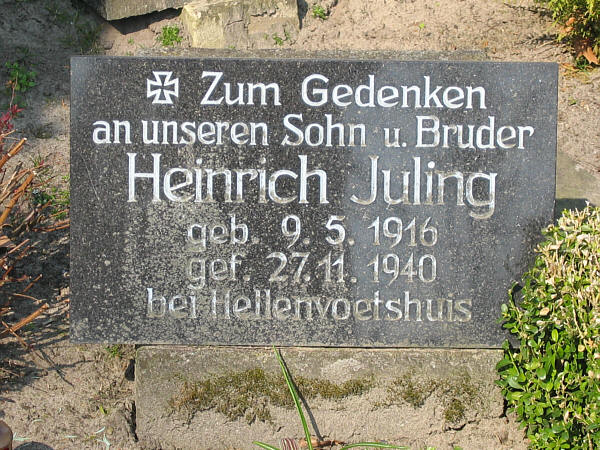 Zum Gedenken
an unseren Sohn u. Bruder
Heinrich Juling
geb. 9. 5. 1916
gef. 27. 11. 1940
bei Hellenvoetshuis